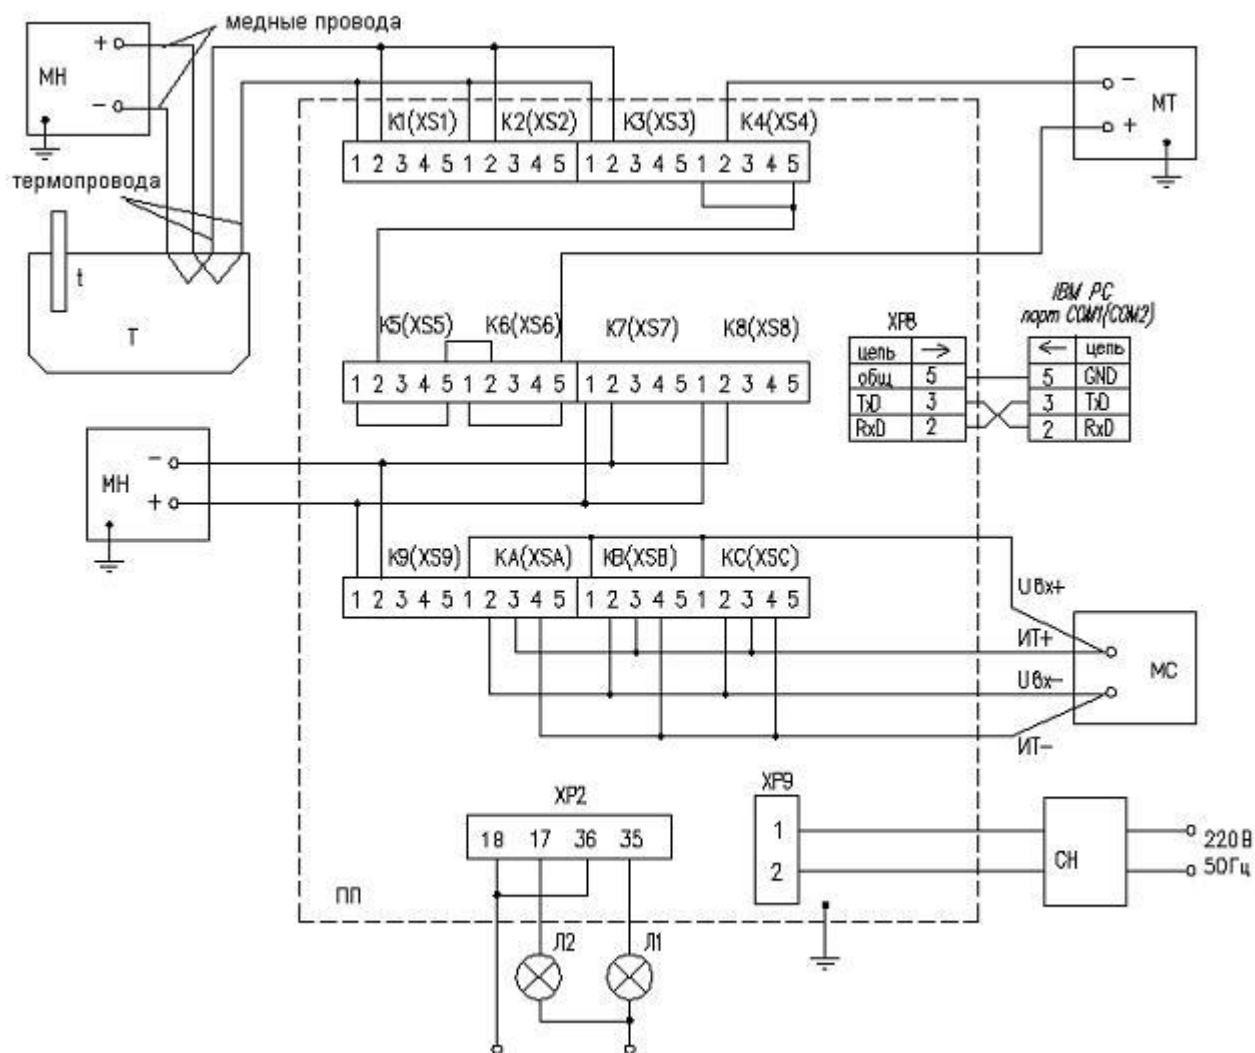 медные провода
МН
+
−
термопровода
t
Т
К1(XS1) К2(XS2) К3(XS3) К4(XS4)
1 2 3 4 5 1 2 3 4 5 1 2 3 4 5 1 2 3 4 5
−
+
МТ
К5(XS5) К6(XS6) К7(XS7) К8(XS8)
1 2 3 4 5 1 2 3 4 5 1 2 3 4 5 1 2 3 4 5
XP8
цепь →
общ 5
TxD 3
RxD 2
IBM PC
порт COM1(COM2)
← цепь
5 GND
3 TxD
2 RxD
МН
−
+
К9(XS9) КА(XSA) КВ(XSB) КС(XSC)
1 2 3 4 5 1 2 3 4 5 1 2 3 4 5 1 2 3 4 5
Uвх+
ИТ+
Uвх−
ИТ−
МС
XP2
18 17 36 35
XP9
1
2
СН
220В
50Гц
ПП
Л2
Л1